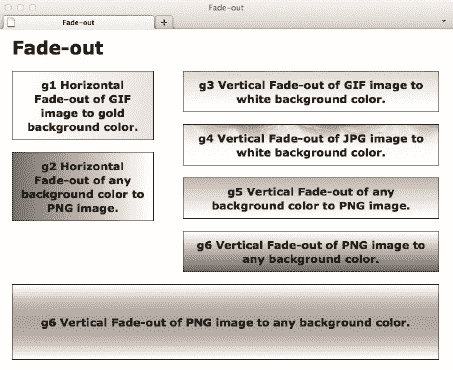 Fade-out
Fade-out
+
Fade-out
g1 Horizontal
Fade-out of GIF
image to gold
background color.
g2 Horizontal
Fade-out of any
background color to
PNG image.
g3 Vertical Fade-out of GIF image to
white background color.
g4 Vertical Fade-out of JPG image to
white background color.
g5 Vertical Fade-out of any
background color to PNG image.
g6 Vertical Fade-out of PNG image to
any background color.
g6 Vertical Fade-out of PNG image to any background color.